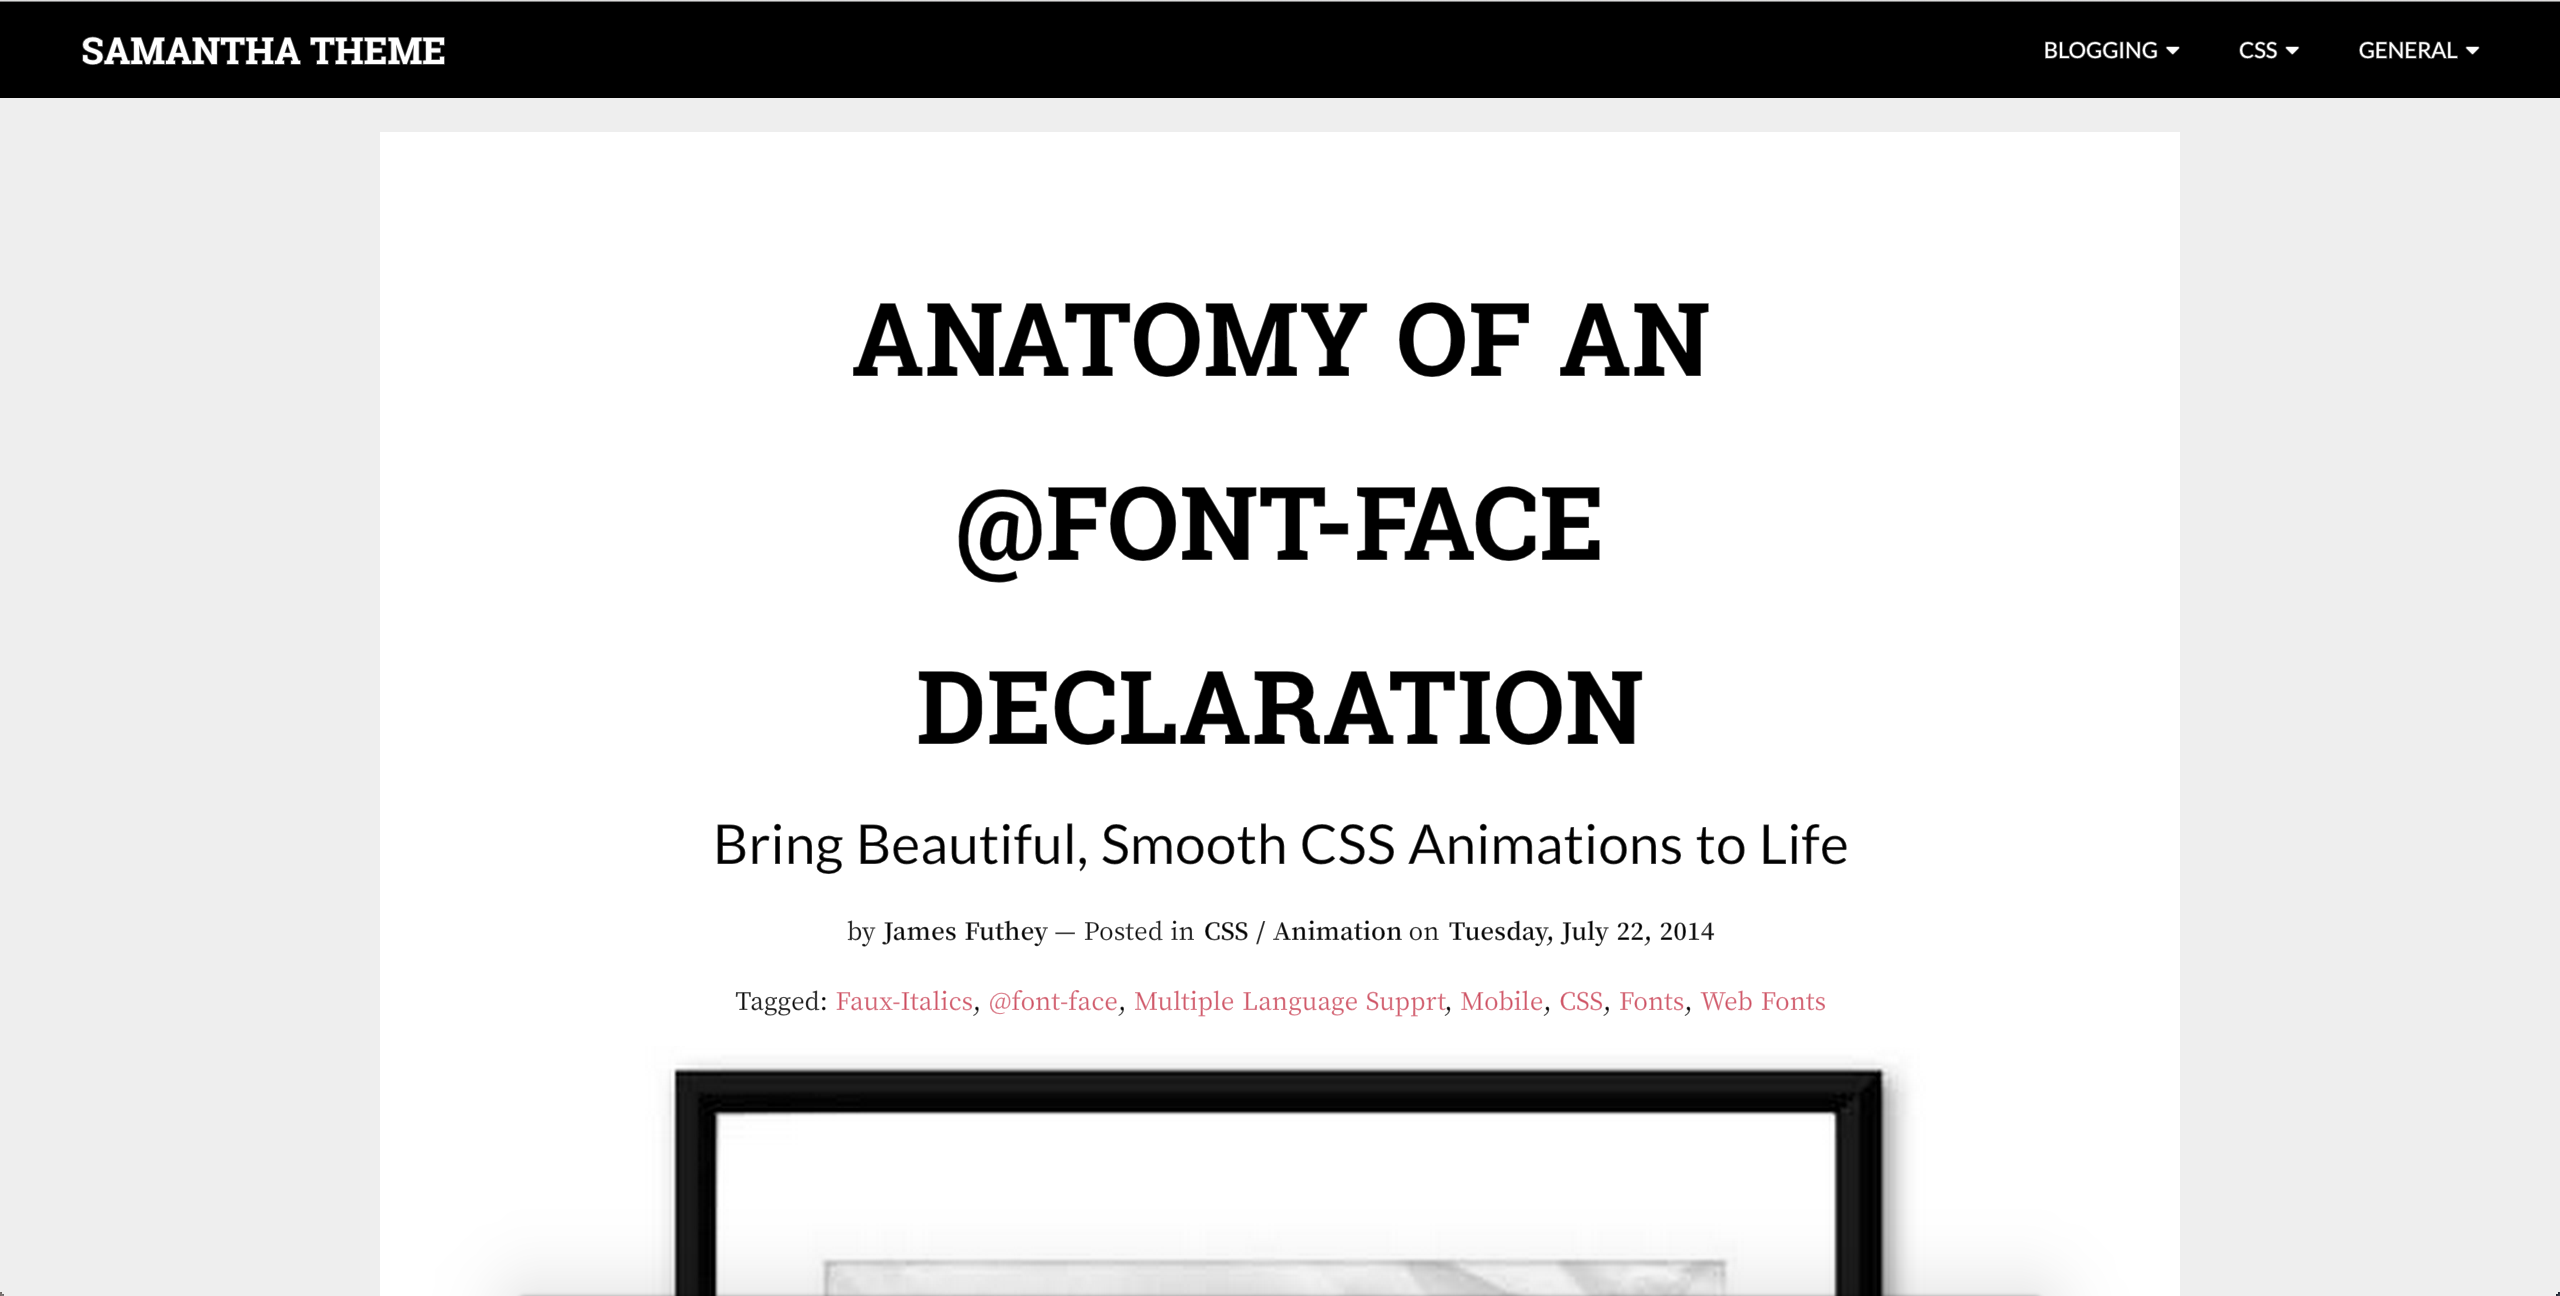 SAMANTHA THEME
BLOGGING CSS GENERAL
ANATOMY OF AN
@FONT-FACE
DECLARATION
Bring Beautiful, Smooth CSS Animations to Life
by James Futhey — Posted in CSS / Animation on Tuesday, July 22, 2014
Tagged: Faux-Italics, @font-face, Multiple Language Supprt, Mobile, CSS, Fonts, Web Fonts